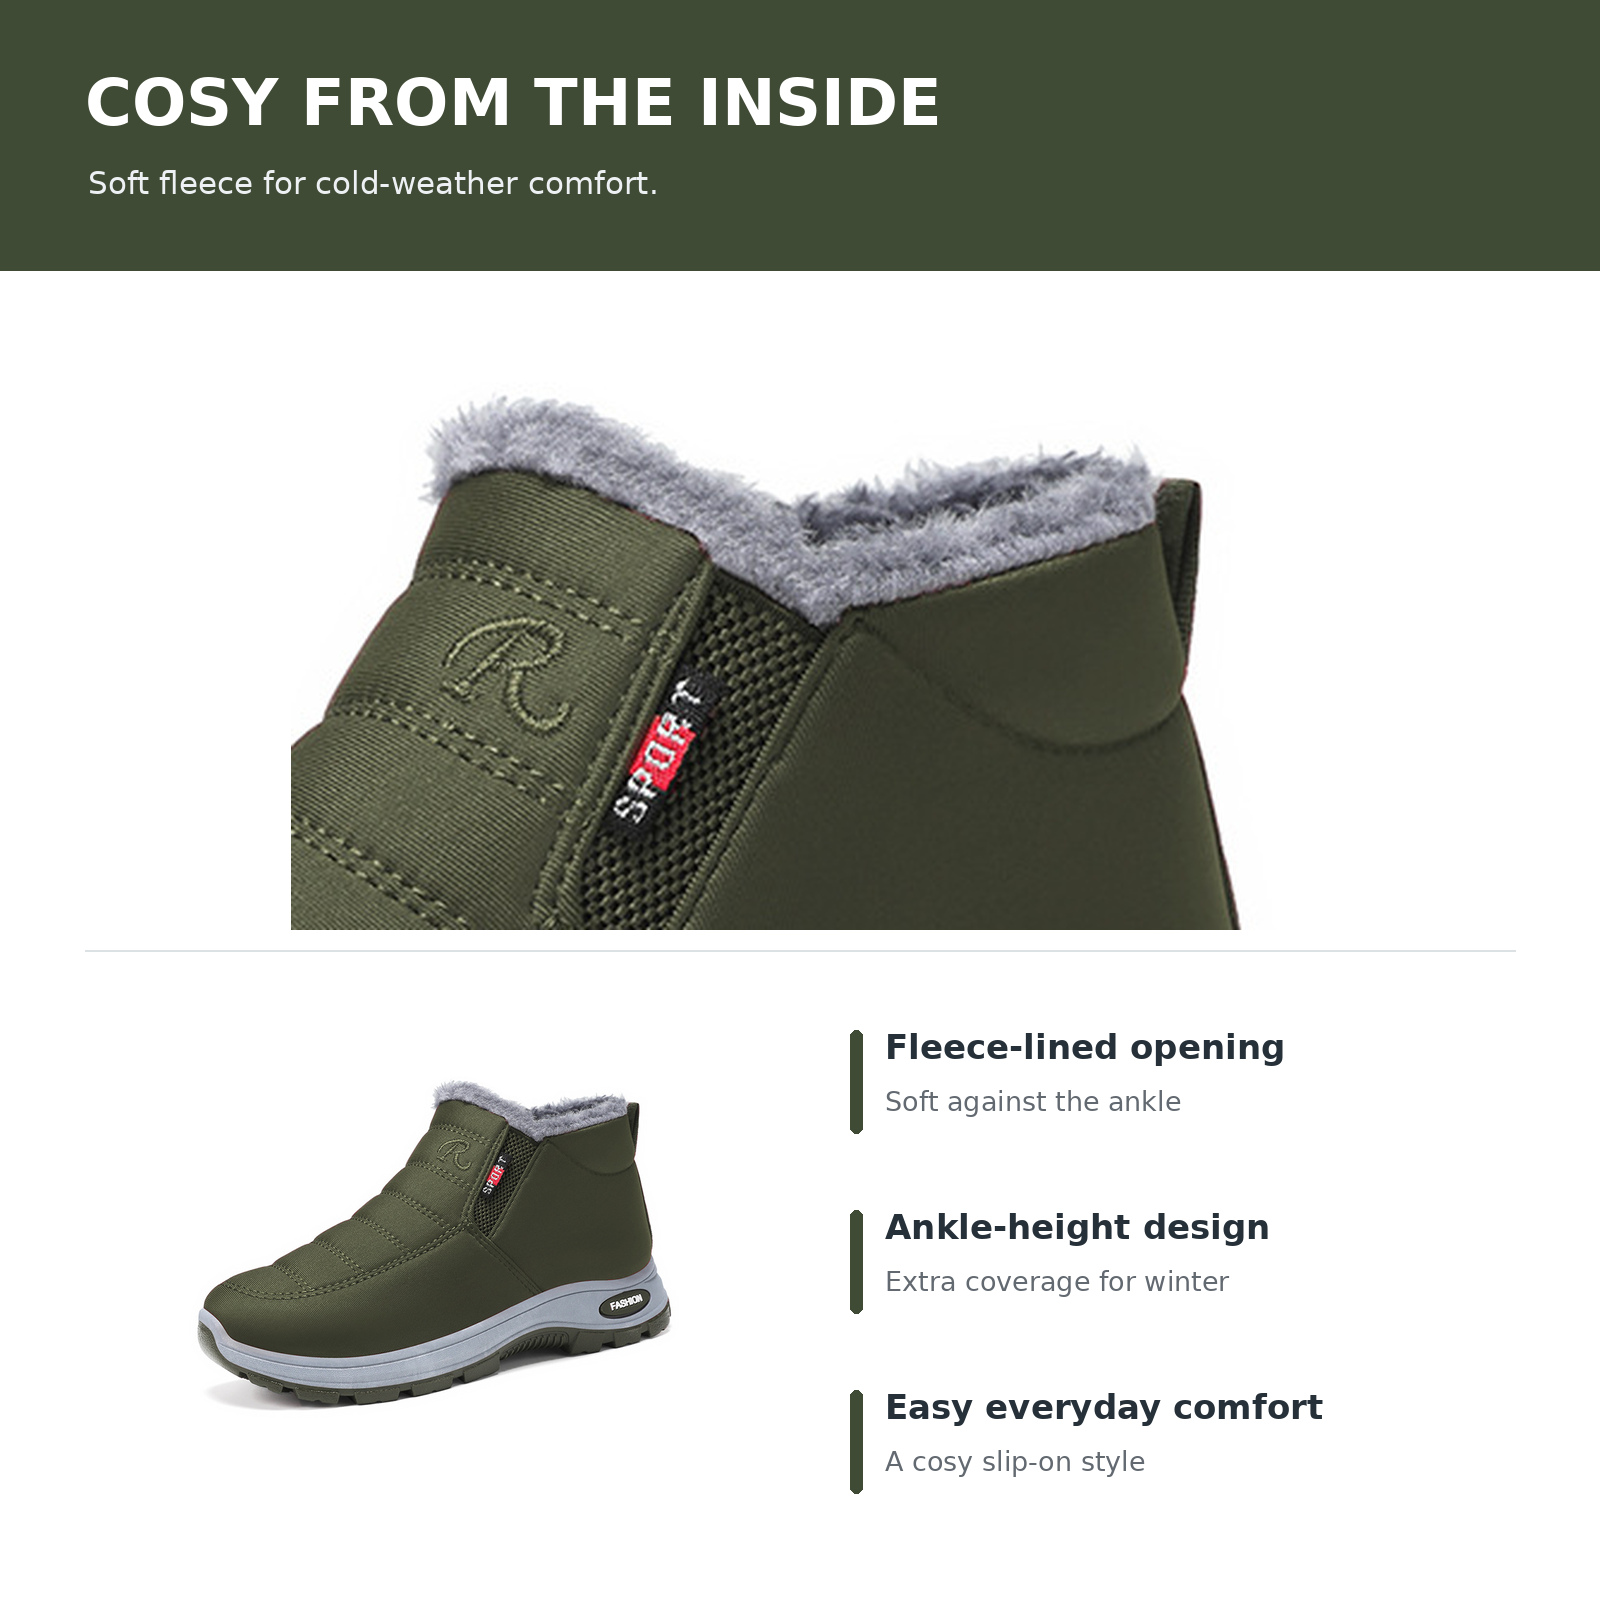 COSY FROM THE INSIDE
Soft fleece for cold-weather comfort.
R
SPORT
R
SPORT
FASHION
Fleece-lined opening
Soft against the ankle
Ankle-height design
Extra coverage for winter
Easy everyday comfort
A cosy slip-on style